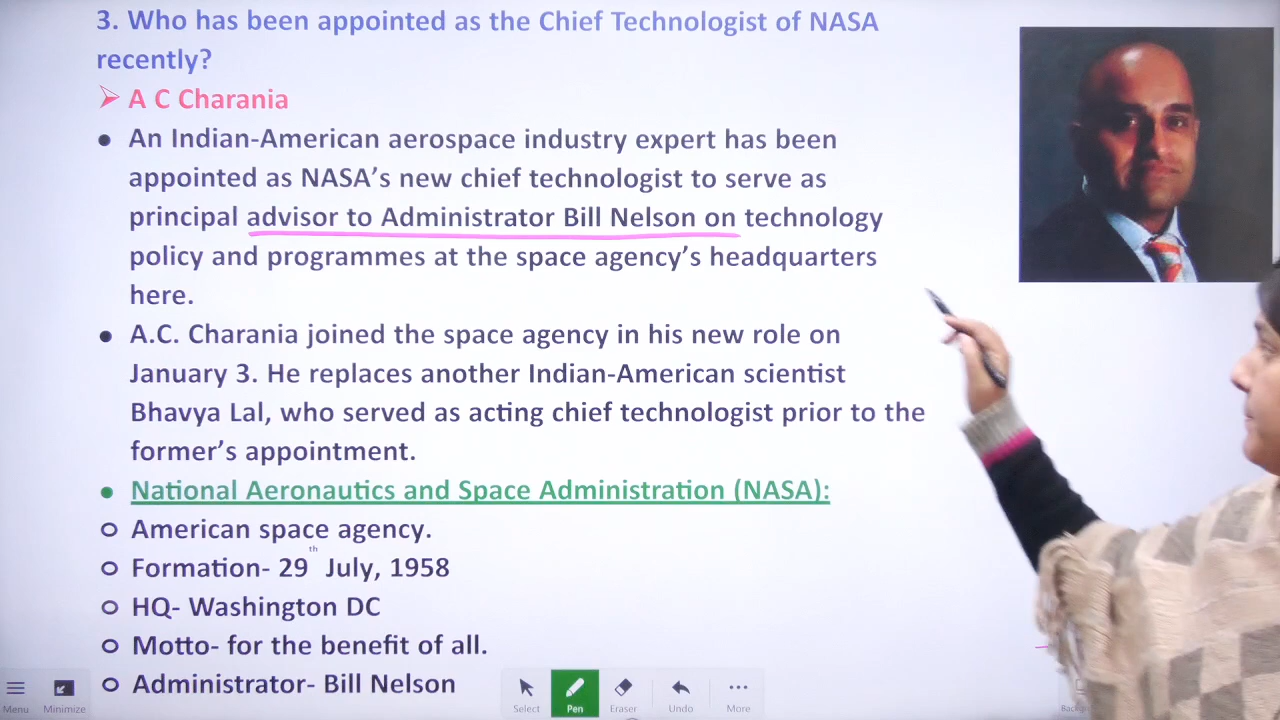 3. Who has been appointed as the Chief Technologist of NASA
recently?
A C Charania
An Indian-American aerospace industry expert has been
appointed as NASA's new chief technologist to serve as
principal advisor to Administrator Bill Nelson on technology
policy and programmes at the space agency's headquarters
here.
A.C. Charania joined the space agency in his new role on
January 3. He replaces another Indian-American scientist
Bhavya Lal, who served as acting chief technologist prior to the
former's appointment.
National Aeronautics and Space Administration (NASA):
American space agency.
Formation- 29th July, 1958
HQ- Washington DC
Motto- for the benefit of all.
Administrator- Bill Nelson
Menu Minimize Select Pen Eraser Undo More